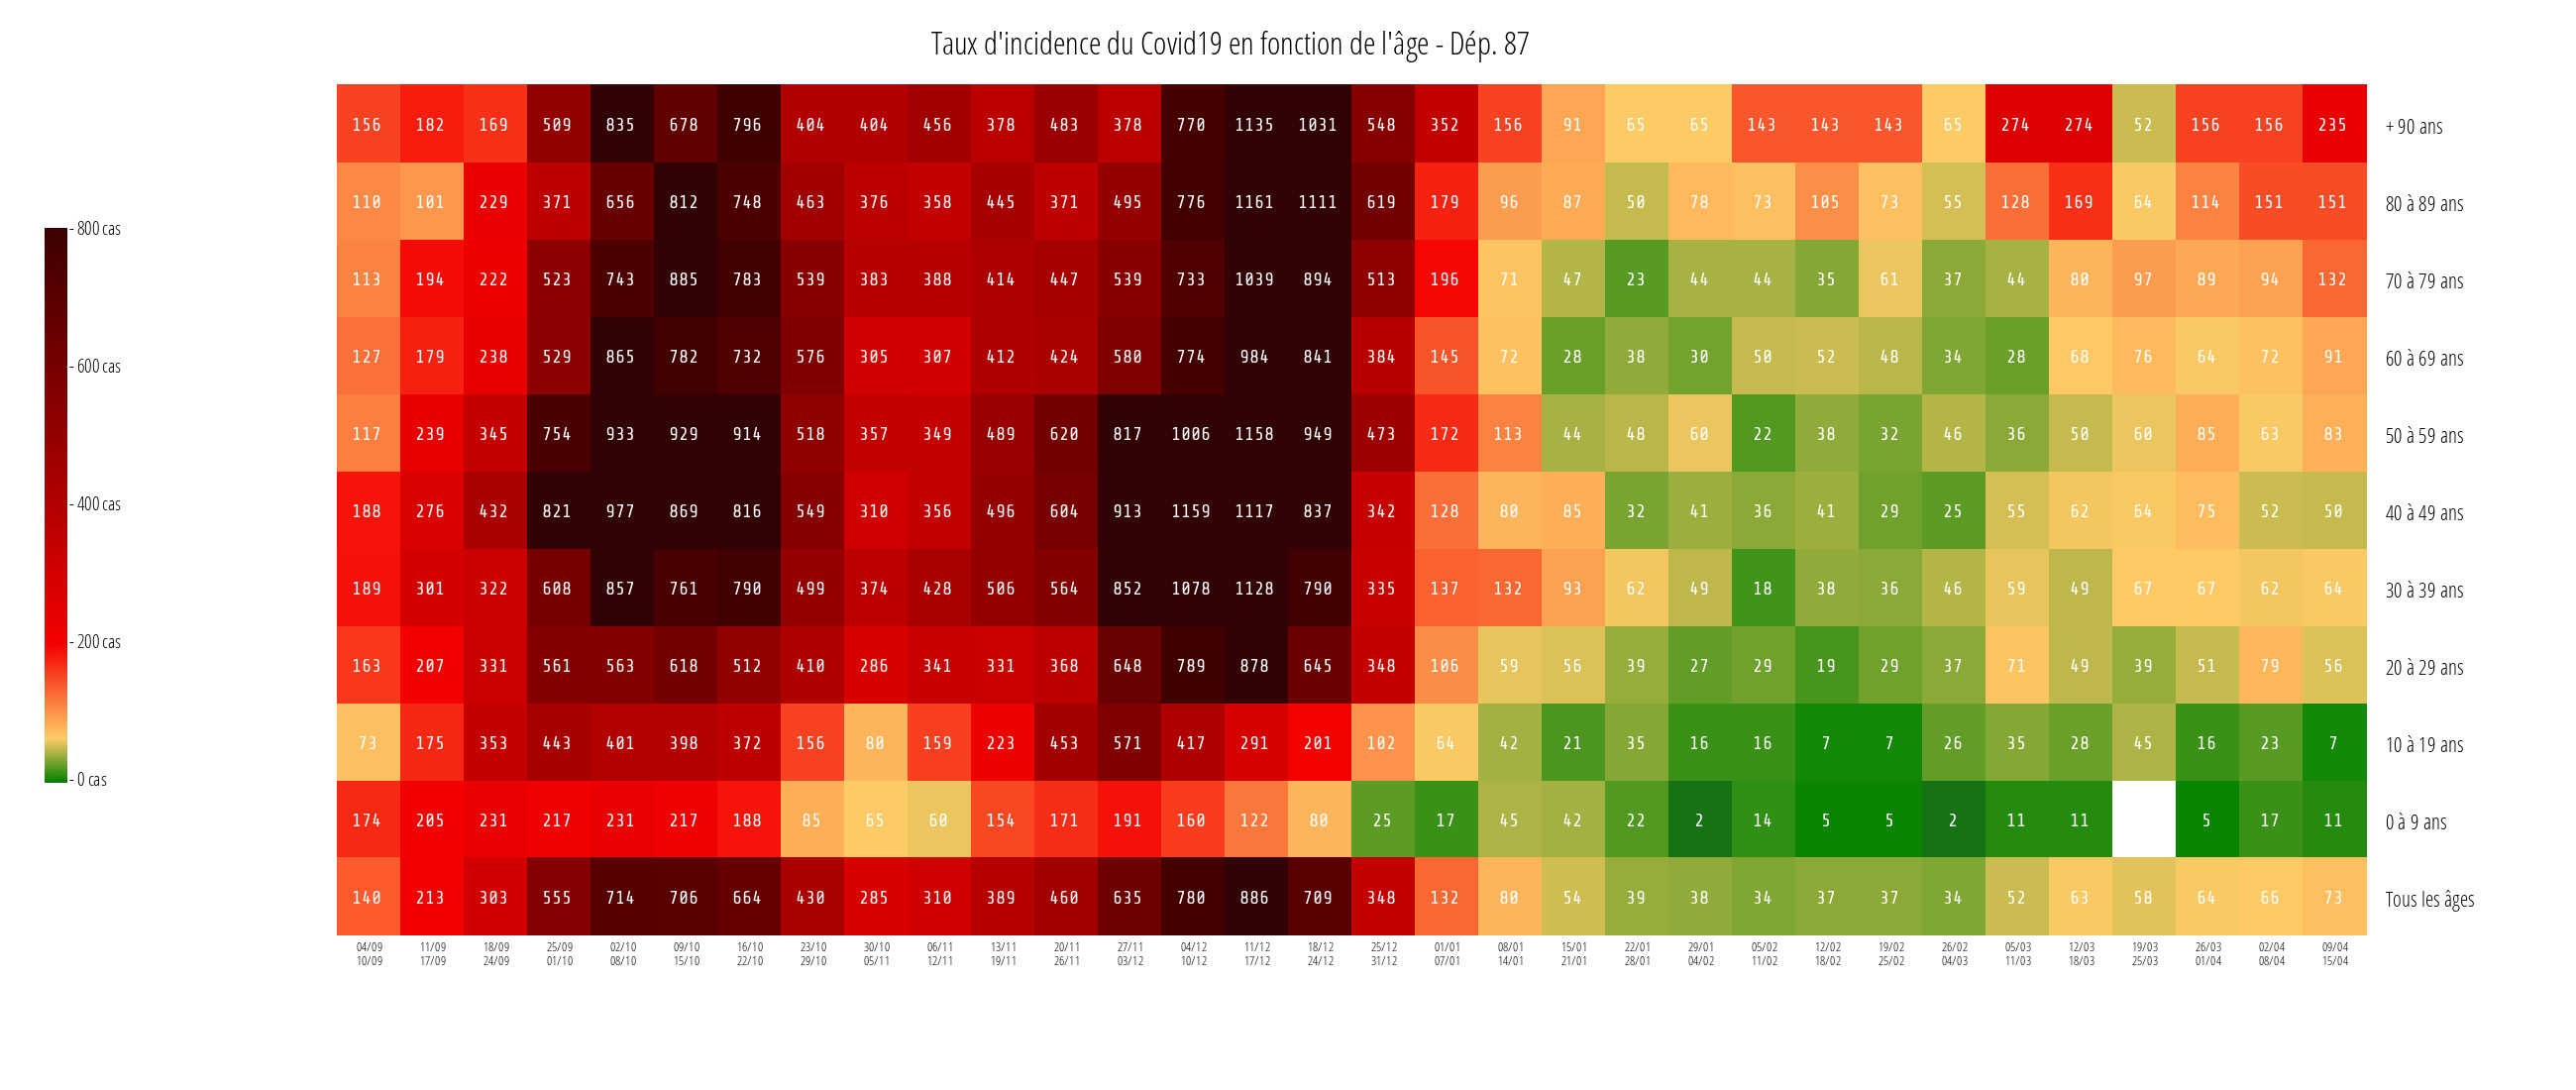 Taux d'incidence du Covid19 en fonction de l'âge - Dép. 87
156 182 169 509 835 678 796 404 404 456 378 483 378 770 1135 1031 548 352 156 91 65 65 143 143 143 65 274 274 52 156 156 235 + 90 ans
110 101 229 371 656 812 748 463 376 358 445 371 495 776 1161 1111 619 179 96 87 50 78 73 105 73 55 128 169 64 114 151 151 80 à 89 ans
- 800 cas
113 194 222 523 743 885 783 539 383 388 414 447 539 733 1039 894 513 196 71 47 23 44 44 35 61 37 44 80 97 89 94 132 70 à 79 ans
127 179 238 529 865 782 732 576 305 307 412 424 580 774 984 841 384 145 72 28 38 30 50 52 48 34 28 68 76 64 72 91 60 à 69 ans
- 600 cas
117 239 345 754 933 929 914 518 357 349 489 620 817 1006 1158 949 473 172 113 44 48 60 22 38 32 46 36 50 60 85 63 83 50 à 59 ans
- 400 cas
188 276 432 821 977 869 816 549 310 356 496 604 913 1159 1117 837 342 128 80 85 32 41 36 41 29 25 55 62 64 75 52 50 40 à 49 ans
189 301 322 608 857 761 790 499 374 428 506 564 852 1078 1128 790 335 137 132 93 62 49 18 38 36 46 59 49 67 67 62 64 30 à 39 ans
- 200 cas
163 207 331 561 563 618 512 410 286 341 331 368 648 789 878 645 348 106 59 56 39 27 29 19 29 37 71 49 39 51 79 56 20 à 29 ans
73 175 353 443 401 398 372 156 80 159 223 453 571 417 291 201 102 64 42 21 35 16 16 7 7 26 35 28 45 16 23 7 10 à 19 ans
- 0 cas
174 205 231 217 231 217 188 85 65 60 154 171 191 160 122 80 25 17 45 42 22 2 14 5 5 2 11 11 5 17 11 0 à 9 ans
140 213 303 555 714 706 664 430 285 310 389 460 635 780 886 709 348 132 80 54 39 38 34 37 37 34 52 63 58 64 66 73 Tous les âges
04/09 11/09 18/09 25/09 02/10 09/10 16/10 23/10 30/10 06/11 13/11 20/11 27/11 04/12 11/12 18/12 25/12 01/01 08/01 15/01 22/01 29/01 05/02 12/02 19/02 26/02 05/03 12/03 19/03 26/03 02/04 09/04
10/09 17/09 24/09 01/10 08/10 15/10 22/10 29/10 05/11 12/11 19/11 26/11 03/12 10/12 17/12 24/12 31/12 07/01 14/01 21/01 28/01 04/02 11/02 18/02 25/02 04/03 11/03 18/03 25/03 01/04 08/04 15/04